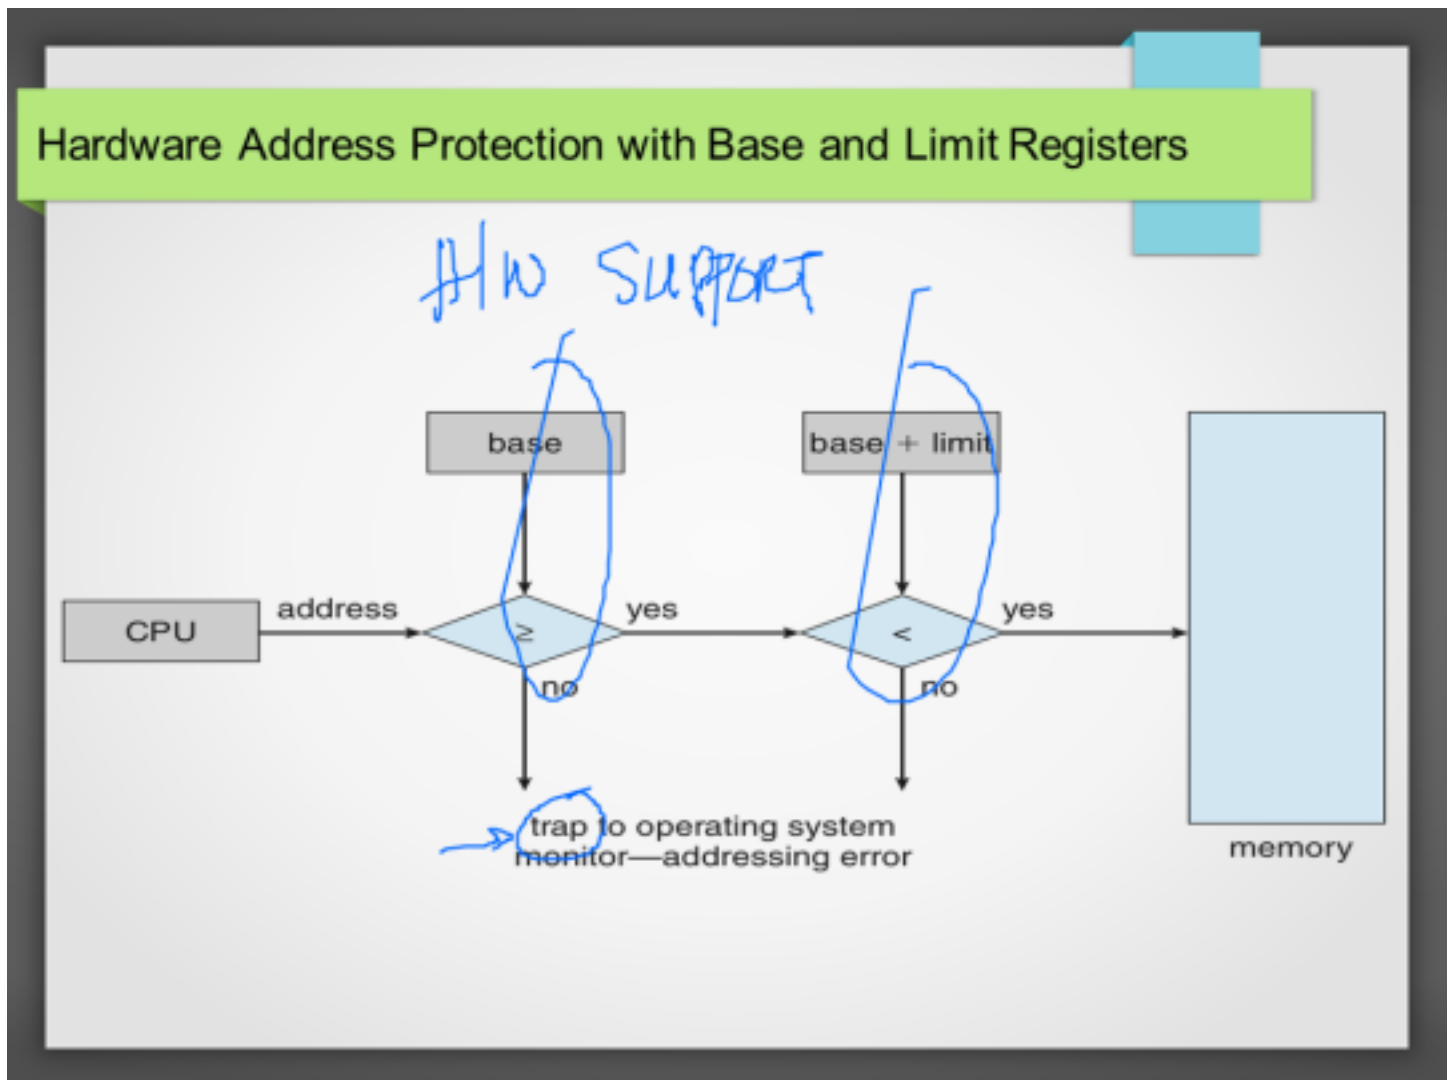 Hardware Address Protection with Base and Limit Registers
H/W SUPPORT
base
base + limit
CPU
address
≥
yes
<
yes
no
no
trap to operating system
monitor—addressing error
memory